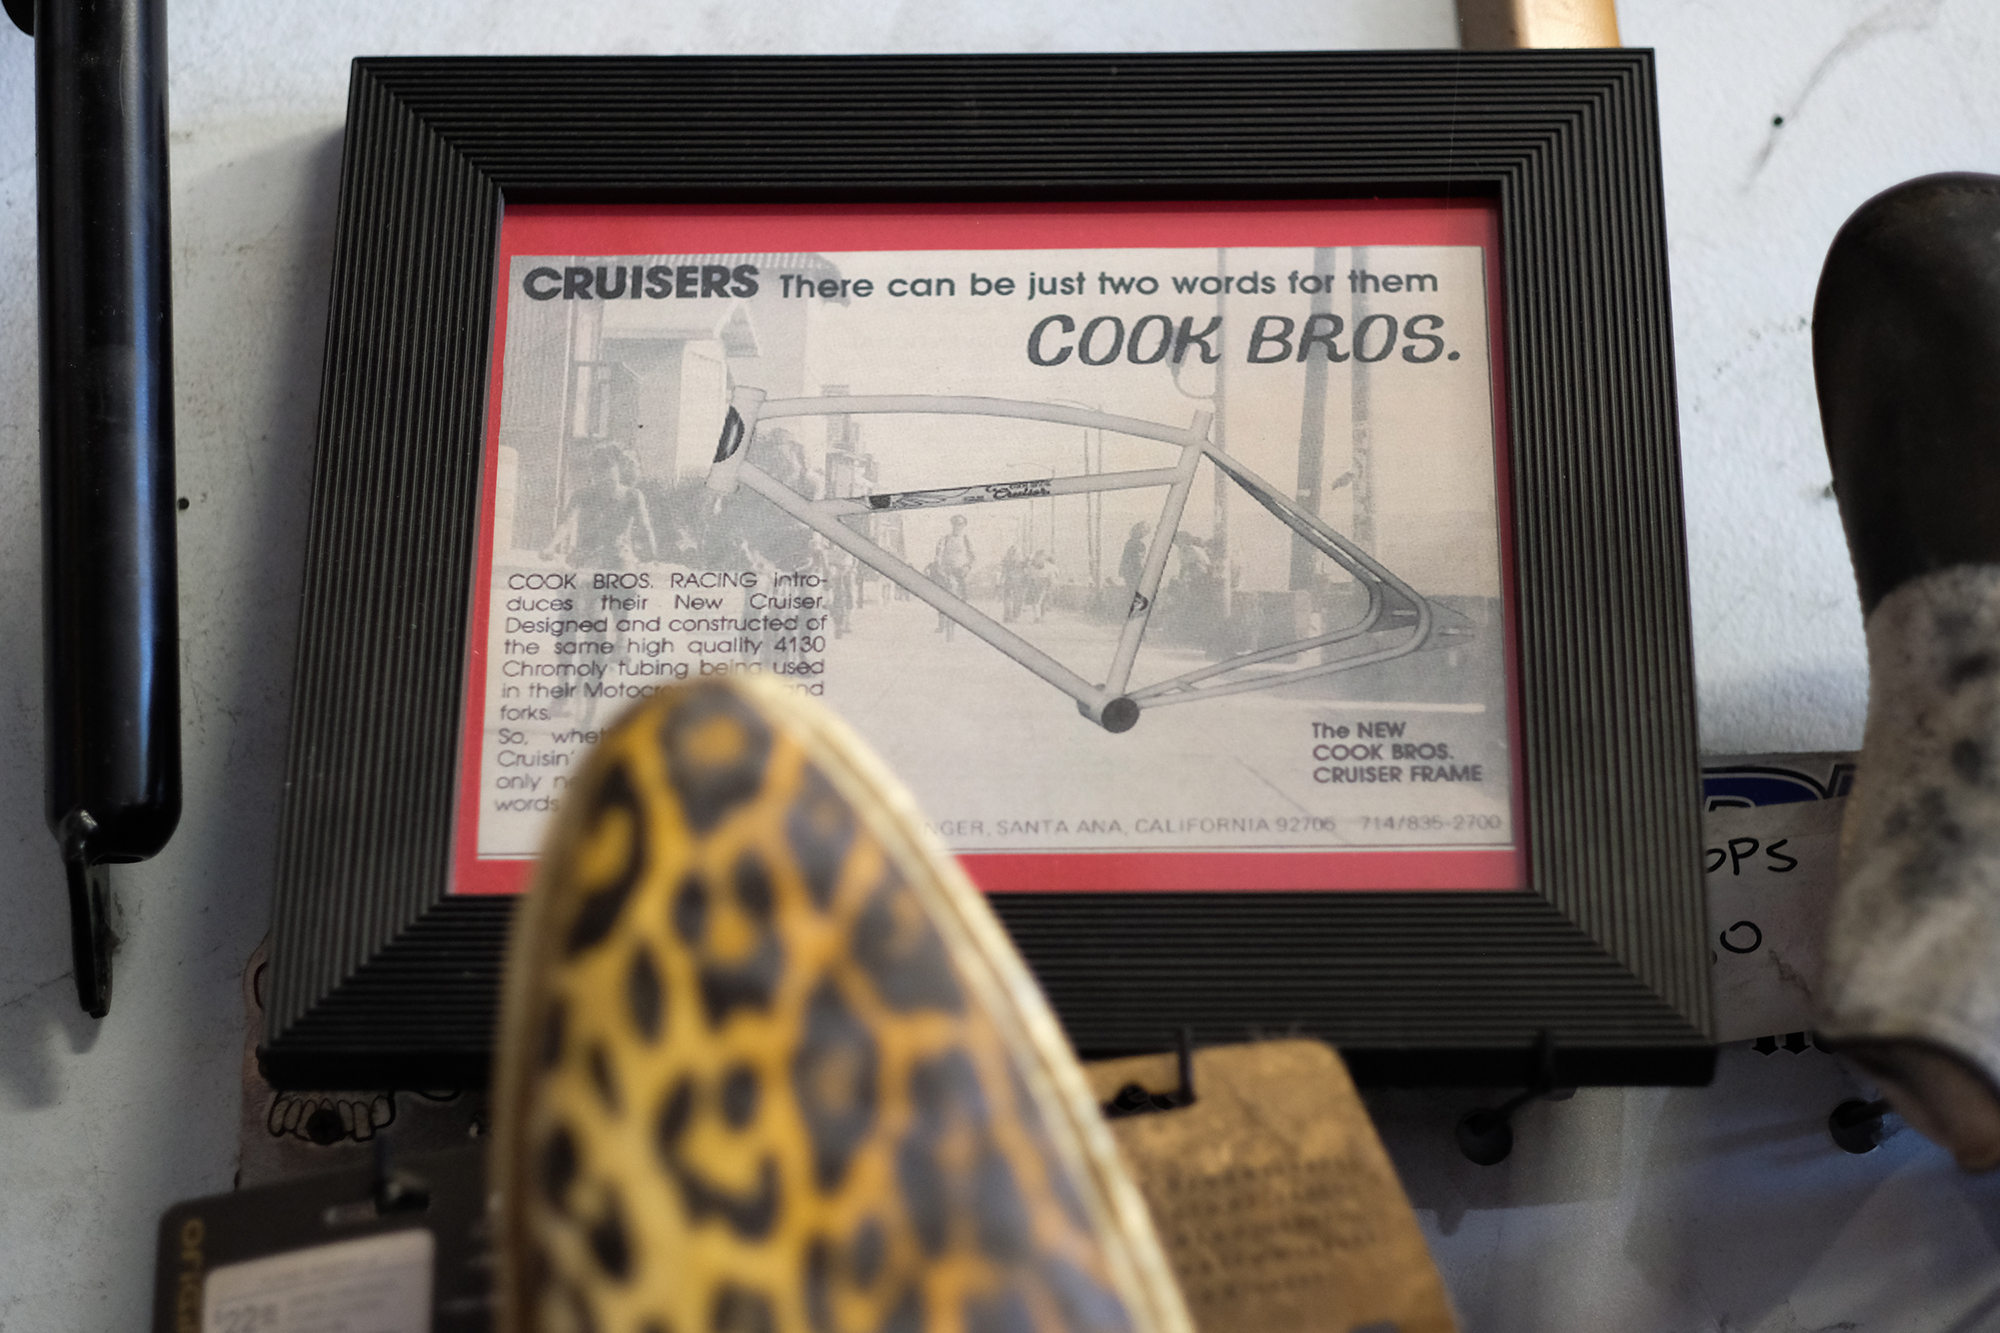 CRUISERS There can be just two words for them
COOK BROS.
Cruiser
COOK BROS. RACING intro-
duces their New Cruiser.
Designed and constructed of
the same high quality 4130
Chromoly tubing being used
in their
forks.
So,
Cruisin'
only
words
The NEW
COOK BROS.
CRUISER FRAME
SANTA ANA, CALIFORNIA 92705 714/835-2700